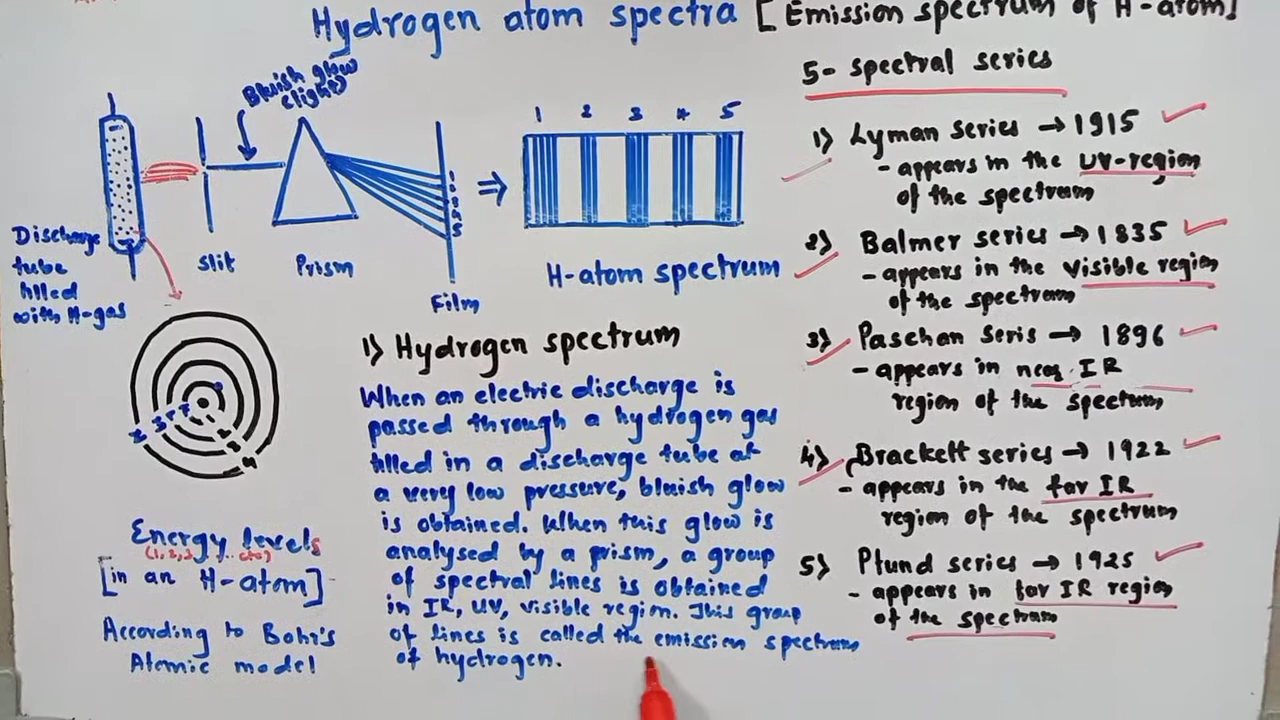 Hydrogen atom spectra [Emission spectrum of H-atom]
Bluish glow
(light)
Discharge
tube
filled
with H-gas
Slit
Prism
Film
1 2 3 4 5
H-atom spectrum
Energy levels
(1,2,3 ... etc)
[in an H-atom]
According to Bohr's
Atomic model
1) Hydrogen spectrum
When an electric discharge is
passed through a hydrogen gas
filled in a discharge tube at
a very low pressure, bluish glow
is obtained. When this glow is
analysed by a prism, a group
of spectral lines is obtained
in IR, UV, visible region. This group
of lines is called the emission spectrum
of hydrogen.
5- spectral series
1) Lyman series → 1915
- appears in the UV-region
of the spectrum
2) Balmer series → 1835
- appears in the visible region
of the spectrum
3) Paschan Seris → 1896
- appears in near IR
region of the spectrum
4) Brackett series → 1922
- appears in the far IR
region of the spectrum
5) Pfund series → 1925
- appears in far IR region
of the spectrum